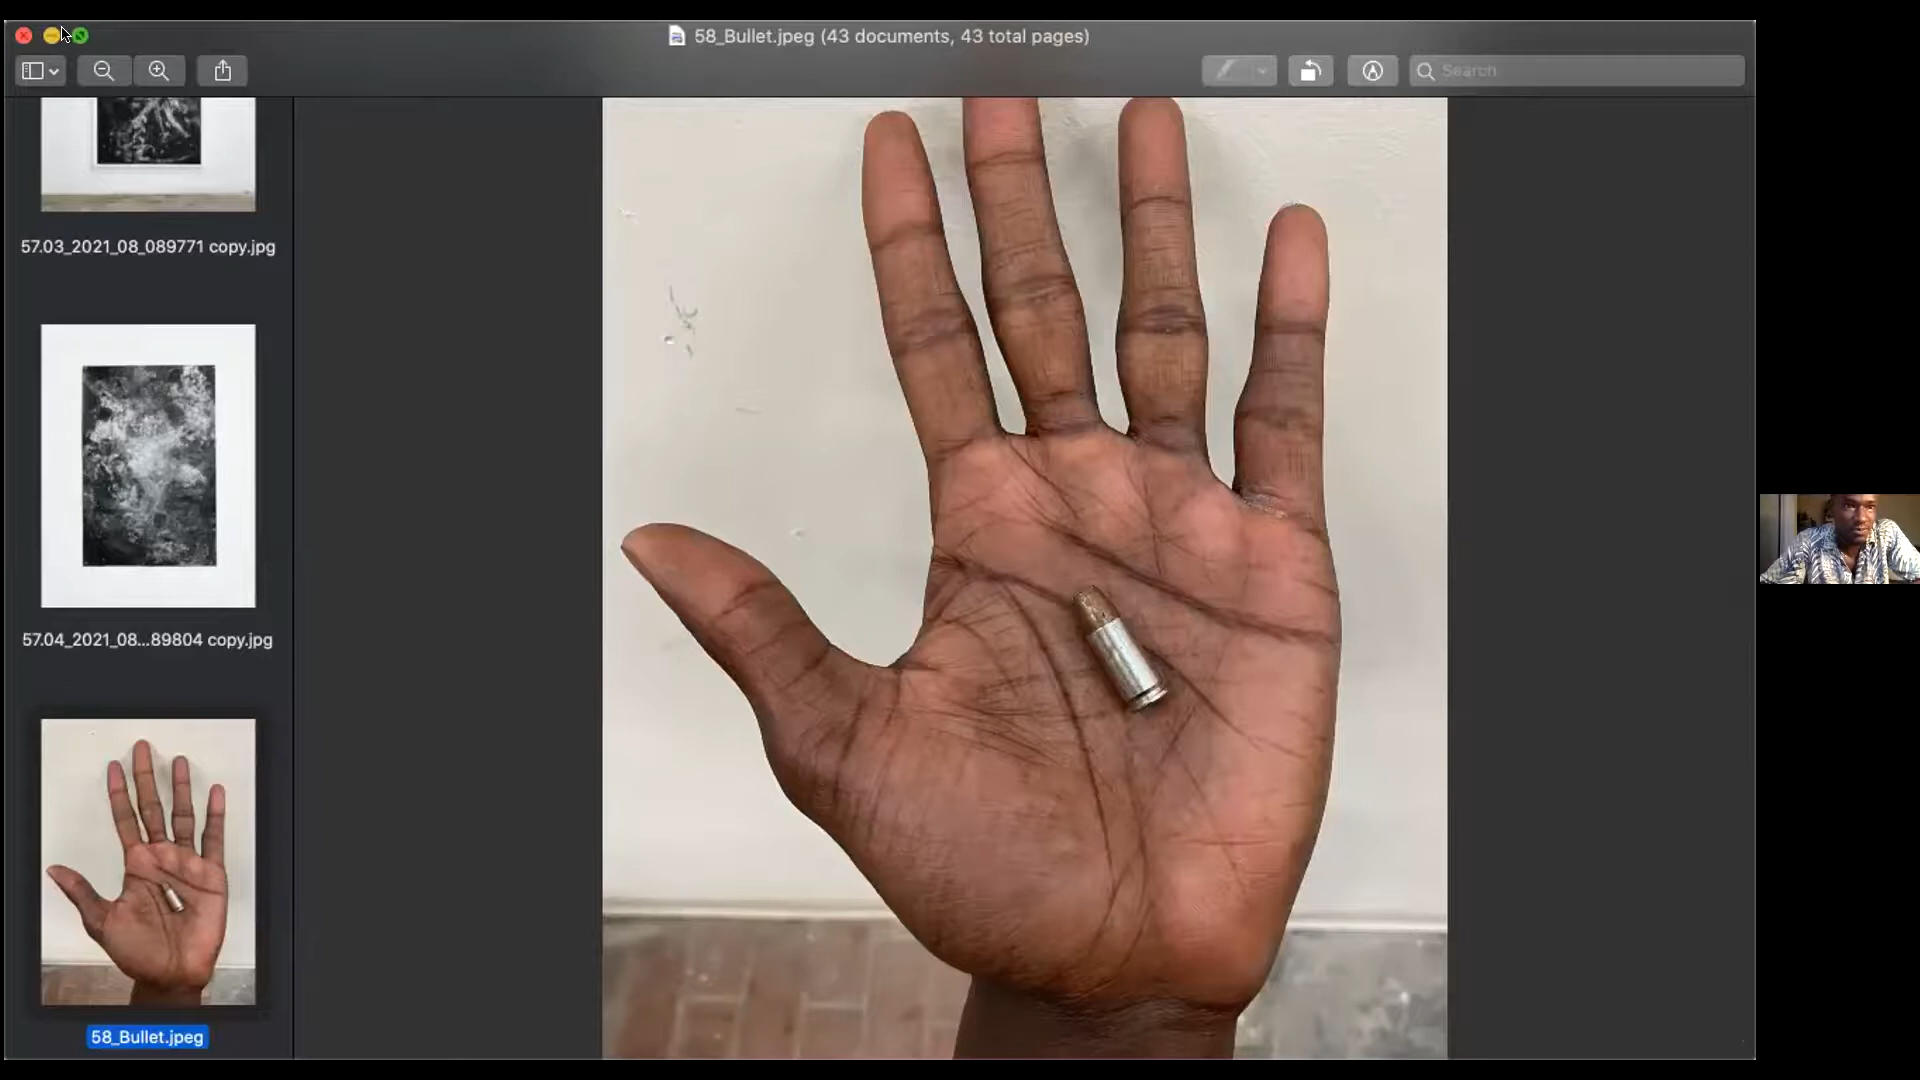 58_Bullet.jpeg (43 documents, 43 total pages)
Search
57.03_2021_08_089771 copy.jpg
57.04_2021_08...89804 copy.jpg
58_Bullet.jpeg